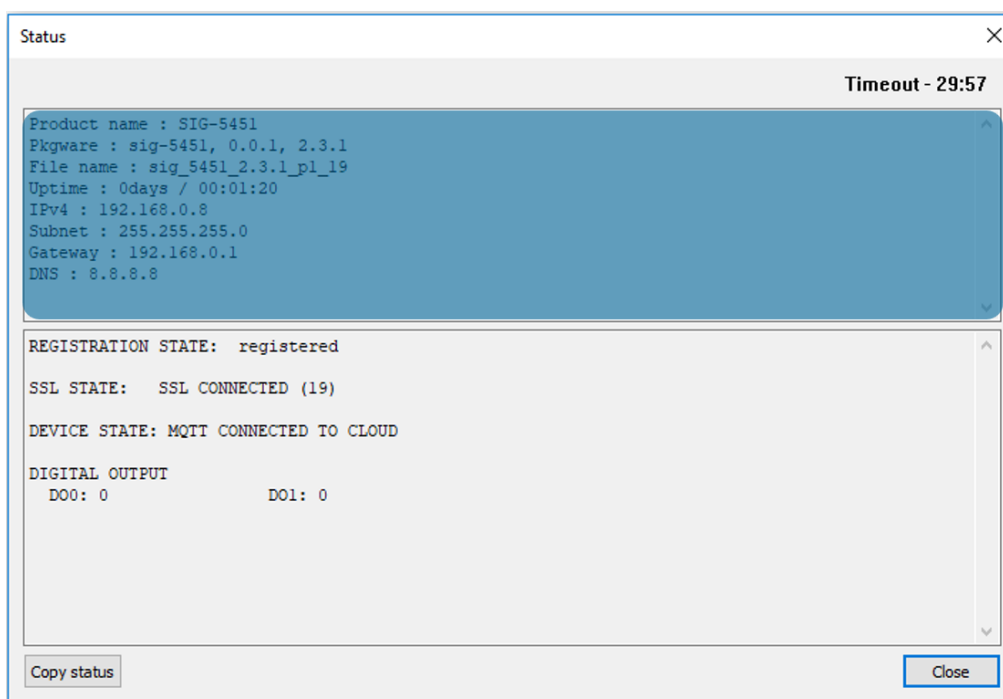 Status
Timeout - 29:57
Product name : SIG-5451
Pkgware : sig-5451, 0.0.1, 2.3.1
File name : sig_5451_2.3.1_p1_19
Uptime : 0days / 00:01:20
IPv4 : 192.168.0.8
Subnet : 255.255.255.0
Gateway : 192.168.0.1
DNS : 8.8.8.8
REGISTRATION STATE:  registered
SSL STATE:   SSL CONNECTED (19)
DEVICE STATE: MQTT CONNECTED TO CLOUD
DIGITAL OUTPUT
DO0: 0                DO1: 0
Copy status Close